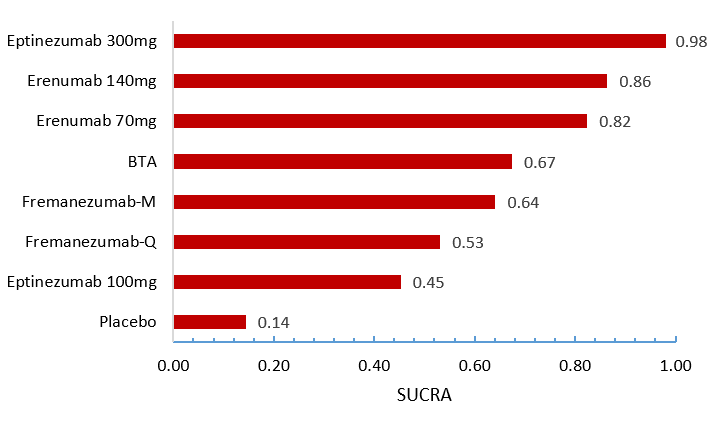 Eptinezumab 300mg 0.98
Erenumab 140mg 0.86
Erenumab 70mg 0.82
BTA 0.67
Fremanezumab-M 0.64
Fremanezumab-Q 0.53
Eptinezumab 100mg 0.45
Placebo 0.14
0.00 0.20 0.40 0.60 0.80 1.00
SUCRA